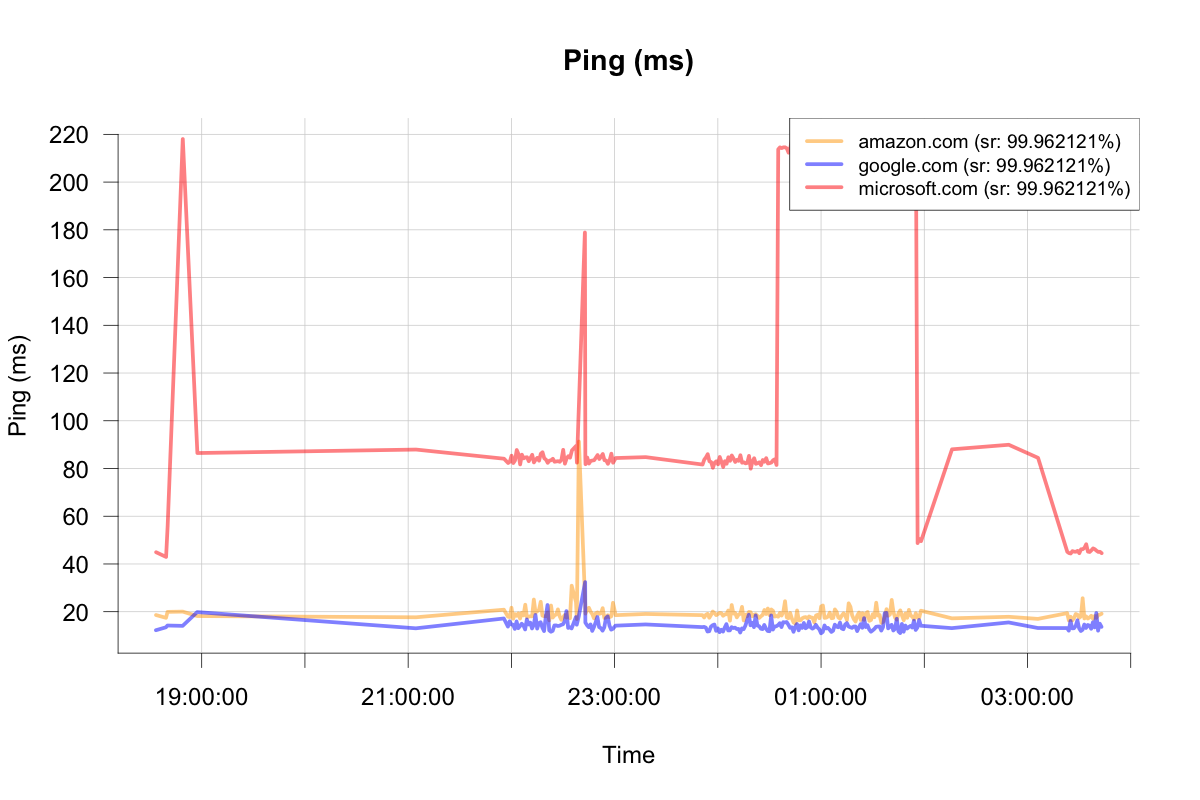 Ping (ms)
220
200
180
160
140
120
100
80
60
40
20
Ping (ms)
amazon.com (sr: 99.962121%)
google.com (sr: 99.962121%)
microsoft.com (sr: 99.962121%)
19:00:00 21:00:00 23:00:00 01:00:00 03:00:00
Time